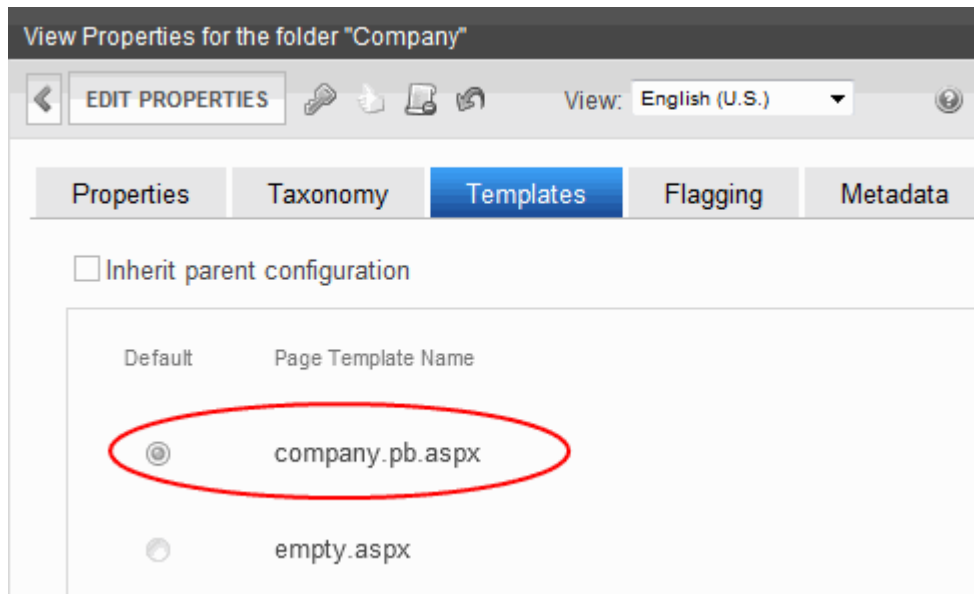 View Properties for the folder "Company"
EDIT PROPERTIES View: English (U.S.)
Properties Taxonomy Templates Flagging Metadata
Inherit parent configuration
Default Page Template Name
company.pb.aspx
empty.aspx